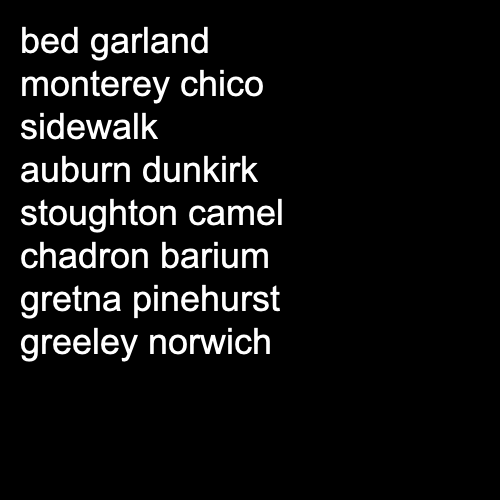 bed garland
monterey chico
sidewalk
auburn dunkirk
stoughton camel
chadron barium
gretna pinehurst
greeley norwich